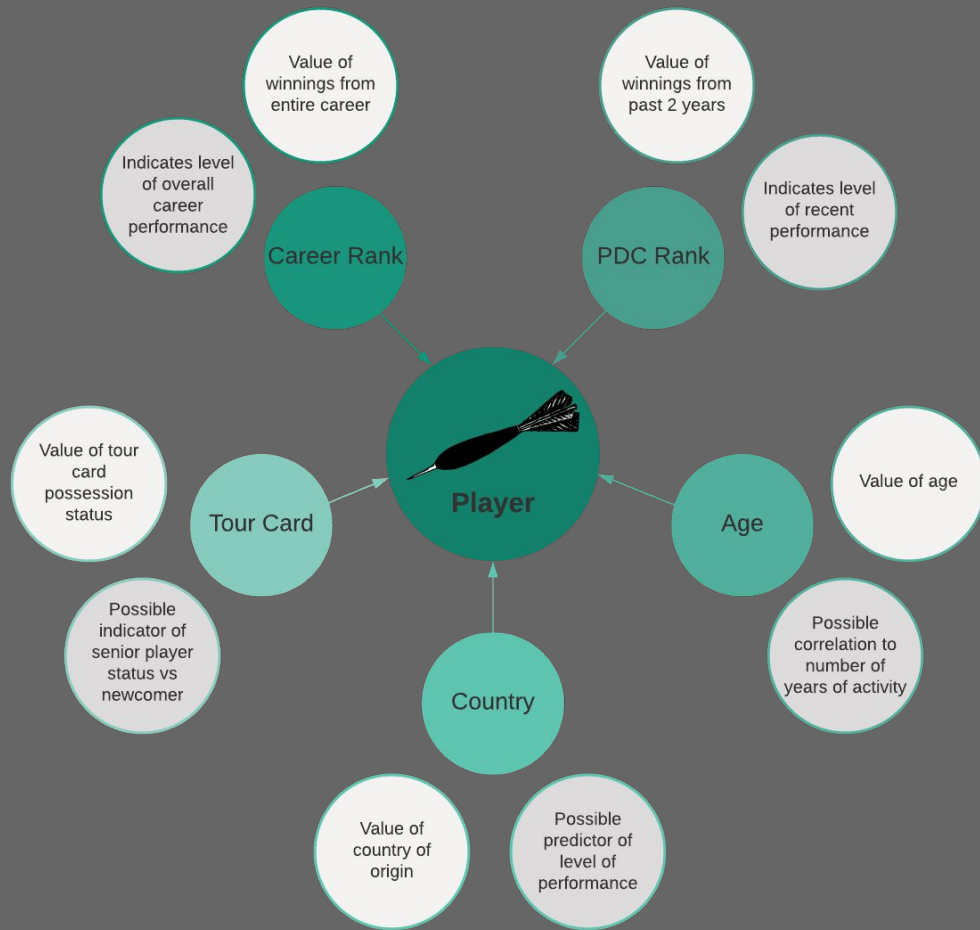 Value of
winnings from
entire career
Indicates level
of overall
career
performance
Career Rank
Value of
winnings from
past 2 years
Indicates level
of recent
performance
PDC Rank
Player
Value of tour
card
possession
status
Tour Card
Possible
indicator of
senior player
status vs
newcomer
Value of age
Age
Possible
correlation to
number of
years of activity
Country
Value of
country of
origin
Possible
predictor of
level of
performance